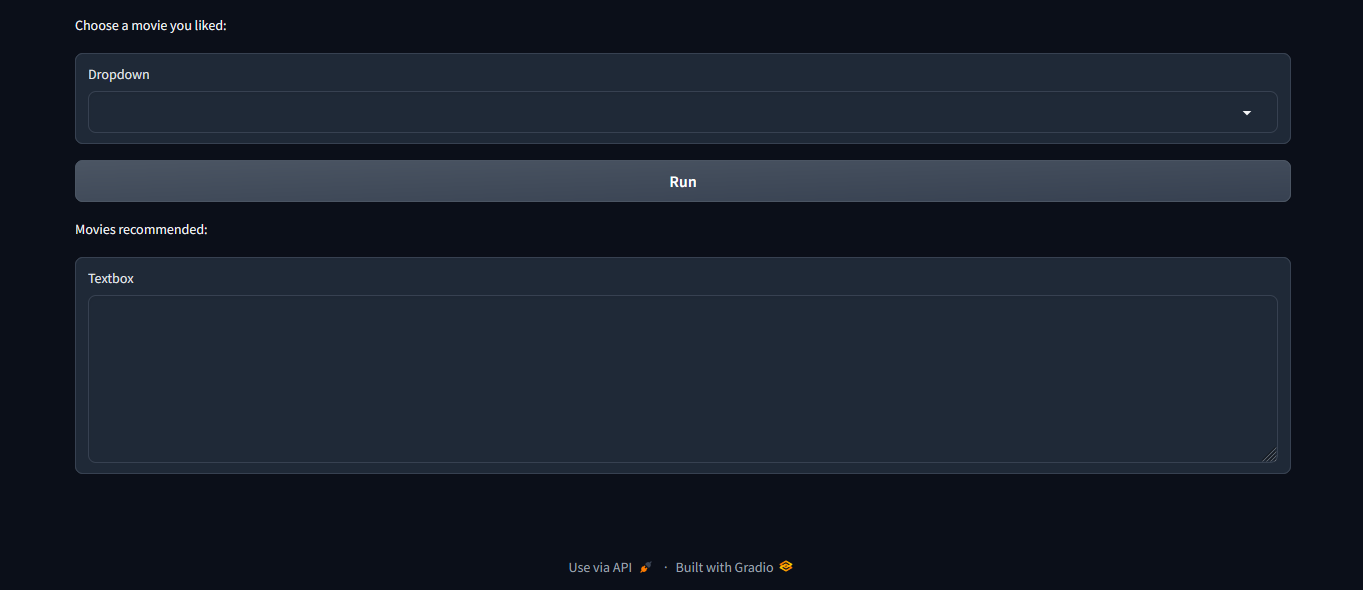 Choose a movie you liked:
Dropdown
Run
Movies recommended:
Textbox
Use via API · Built with Gradio